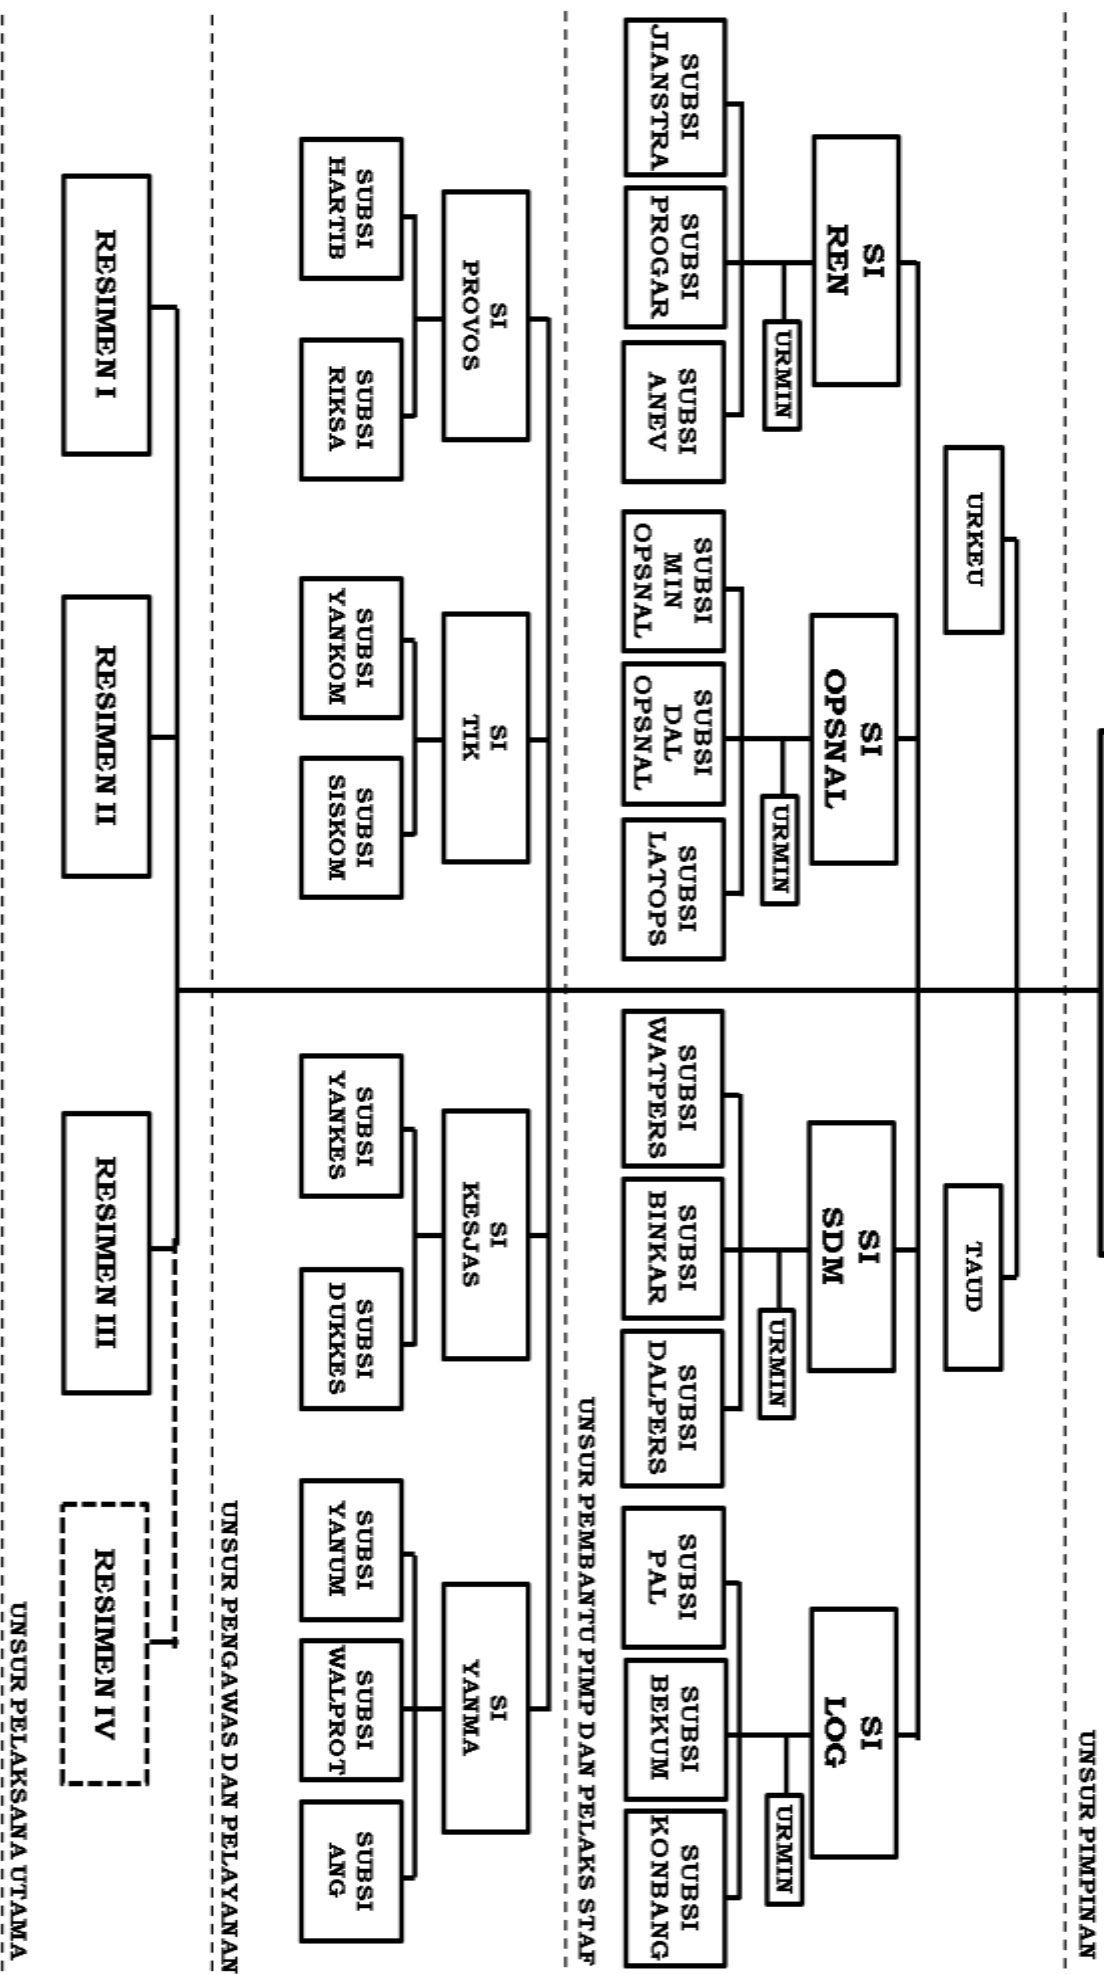 UNSUR PIMPINAN
URKEU
TAUD
SI
REN
SI
OPSNAL
SI
SDM
SI
LOG
URMIN
URMIN
URMIN
URMIN
SUBSI
JIANSTRA
SUBSI
PROGAR
SUBSI
ANEV
SUBSI
MIN
OPSNAL
SUBSI
DAL
OPSNAL
SUBSI
LATOPS
SUBSI
WATPERS
SUBSI
BINKAR
SUBSI
DALPERS
SUBSI
PAL
SUBSI
BEKUM
SUBSI
KONBANG
UNSUR PEMBANTU PIMP DAN PELAKS STAF
SI
PROVOS
SI
TIK
SI
KESJAS
SI
YANMA
SUBSI
HARTIB
SUBSI
RIKSA
SUBSI
YANKOM
SUBSI
SISKOM
SUBSI
YANKES
SUBSI
DUKKES
SUBSI
YANUM
SUBSI
WALPROT
SUBSI
ANG
UNSUR PENGAWAS DAN PELAYANAN
RESIMEN I
RESIMEN II
RESIMEN III
RESIMEN IV
UNSUR PELAKSANA UTAMA